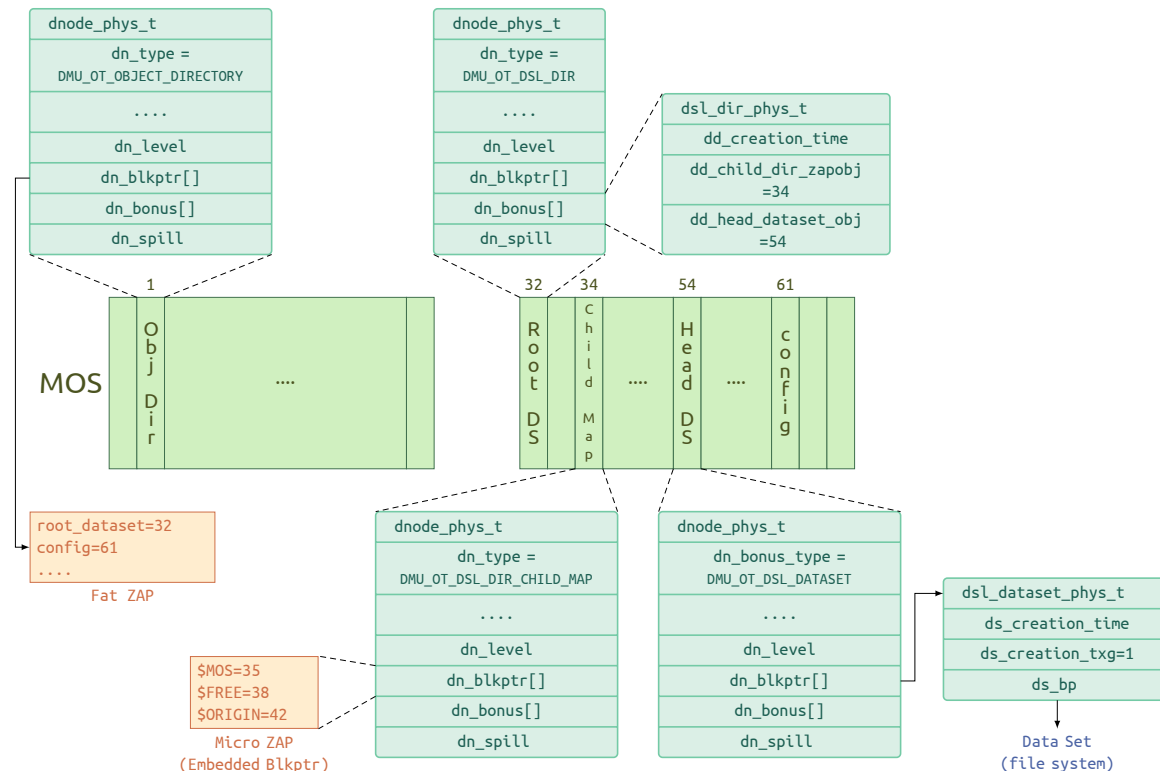 dnode_phys_t
dn_type =
DMU_OT_OBJECT_DIRECTORY
....
dn_level
dn_blkptr[]
dn_bonus[]
dn_spill
dnode_phys_t
dn_type =
DMU_OT_DSL_DIR
....
dn_level
dn_blkptr[]
dn_bonus[]
dn_spill
dsl_dir_phys_t
dd_creation_time
dd_child_dir_zapobj
=34
dd_head_dataset_obj
=54
1
32
34
54
61
MOS
Obj Dir
....
Root DS
Child Map
....
Head DS
....
config
root_dataset=32
config=61
....
Fat ZAP
$MOS=35
$FREE=38
$ORIGIN=42
Micro ZAP
(Embedded Blkptr)
dnode_phys_t
dn_type =
DMU_OT_DSL_DIR_CHILD_MAP
....
dn_level
dn_blkptr[]
dn_bonus[]
dn_spill
dnode_phys_t
dn_bonus_type =
DMU_OT_DSL_DATASET
....
dn_level
dn_blkptr[]
dn_bonus[]
dn_spill
dsl_dataset_phys_t
ds_creation_time
ds_creation_txg=1
ds_bp
Data Set
(file system)